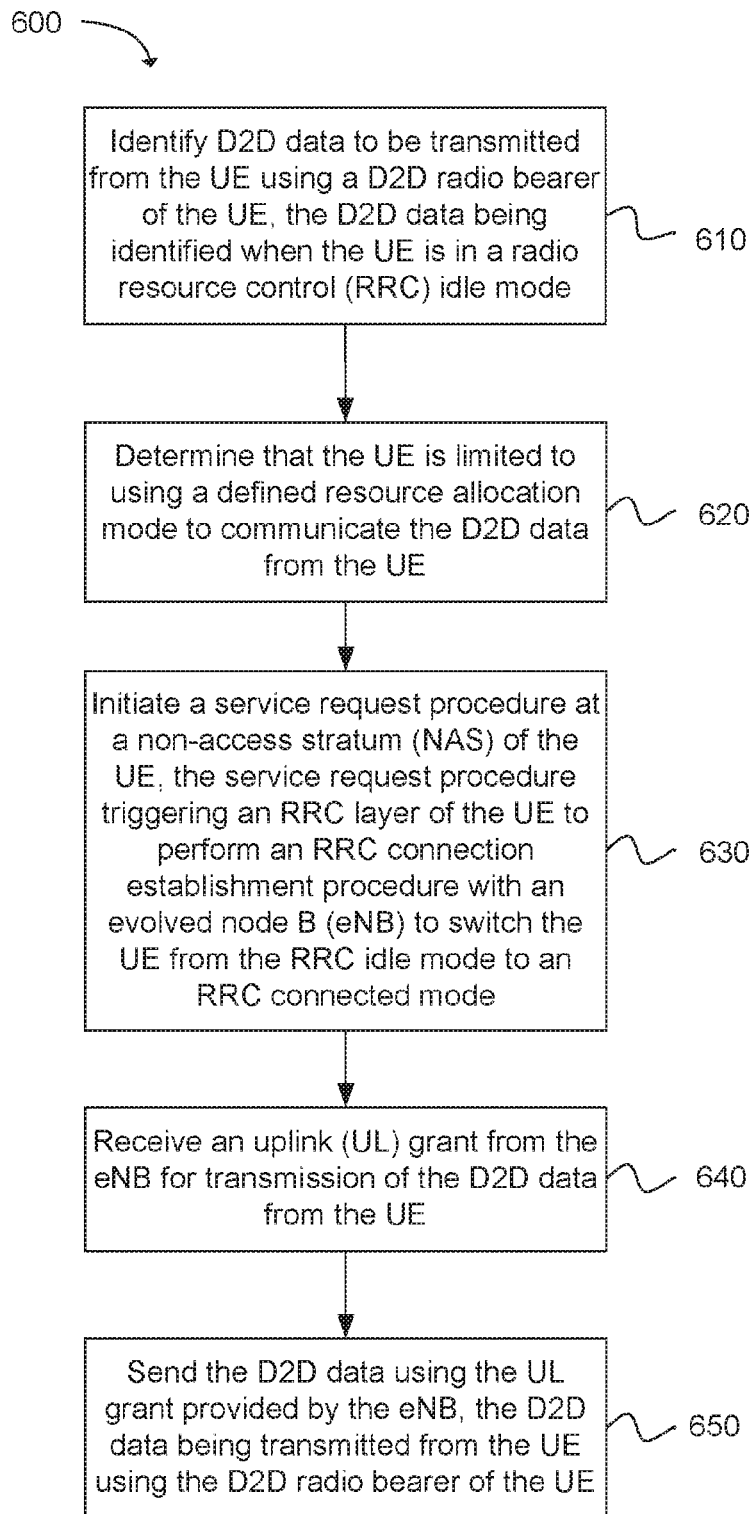 600
Identify D2D data to be transmitted
from the UE using a D2D radio bearer
of the UE, the D2D data being
identified when the UE is in a radio
resource control (RRC) idle mode
610
Determine that the UE is limited to
using a defined resource allocation
mode to communicate the D2D data
from the UE
620
Initiate a service request procedure at
a non-access stratum (NAS) of the
UE, the service request procedure
triggering an RRC layer of the UE to
perform an RRC connection
establishment procedure with an
evolved node B (eNB) to switch the
UE from the RRC idle mode to an
RRC connected mode
630
Receive an uplink (UL) grant from the
eNB for transmission of the D2D data
from the UE
640
Send the D2D data using the UL
grant provided by the eNB, the D2D
data being transmitted from the UE
using the D2D radio bearer of the UE
650